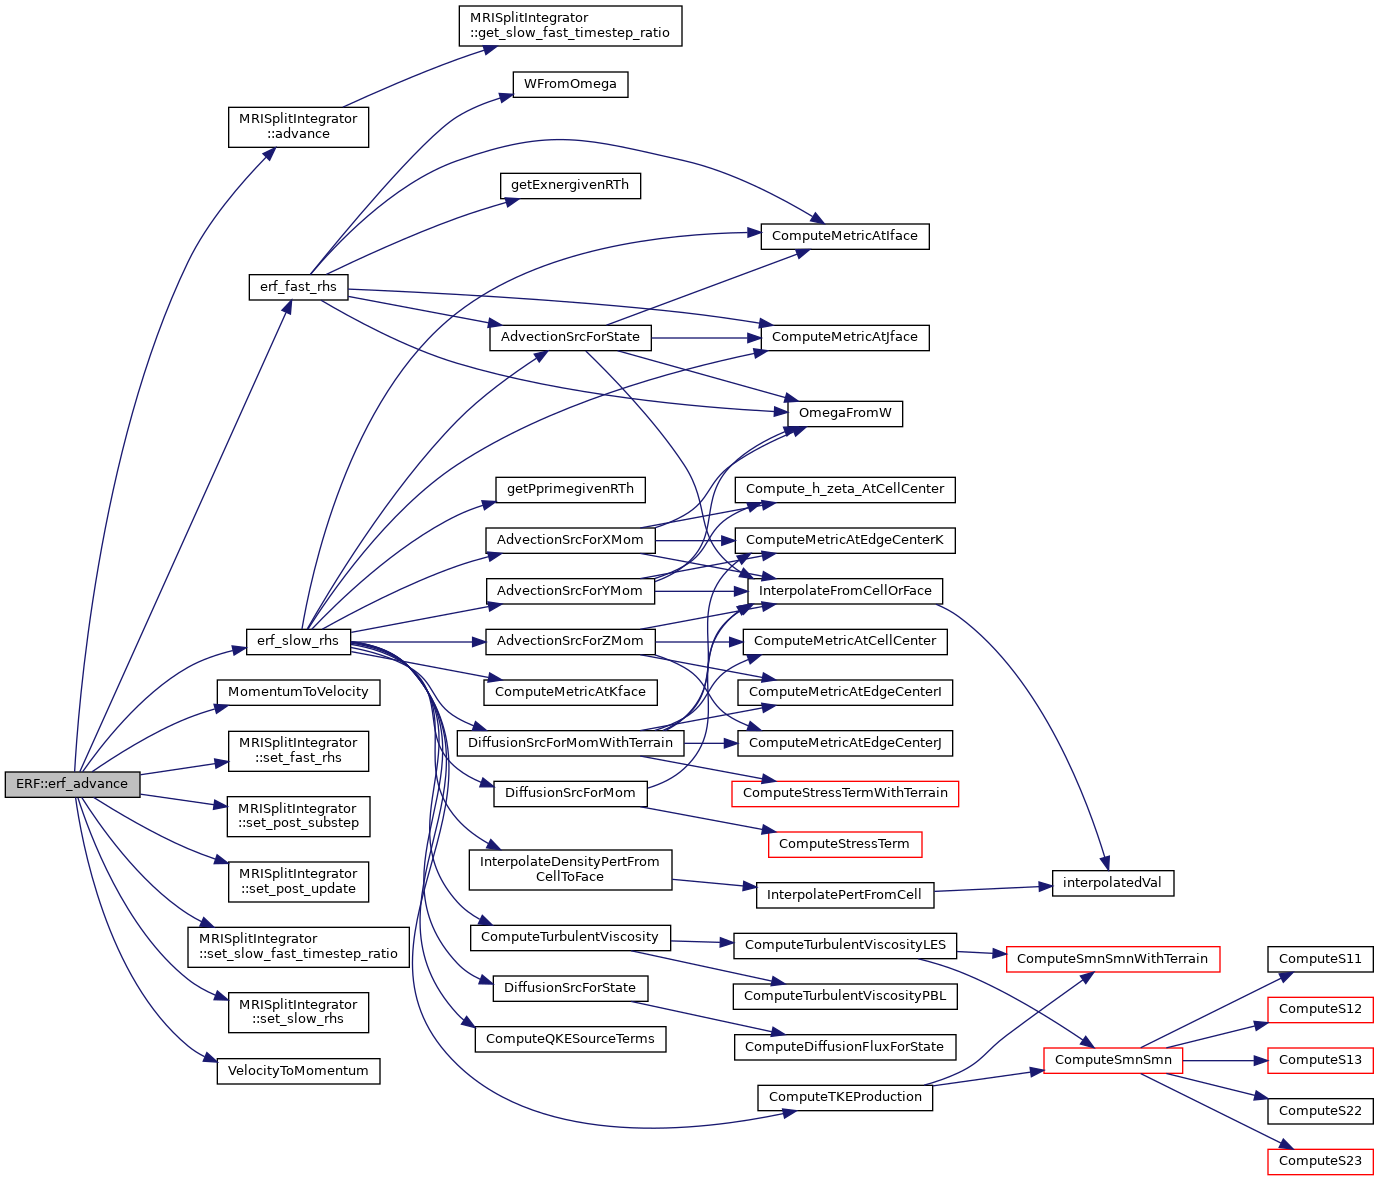 MRISplitIntegrator
::get_slow_fast_timestep_ratio
WFromOmega
MRISplitIntegrator
::advance
getExnergivenRTh
ComputeMetricAtIface
erf_fast_rhs
AdvectionSrcForState
ComputeMetricAtJface
OmegaFromW
getPprimegivenRTh
Compute_h_zeta_AtCellCenter
AdvectionSrcForXMom
ComputeMetricAtEdgeCenterK
AdvectionSrcForYMom
InterpolateFromCellOrFace
erf_slow_rhs
AdvectionSrcForZMom
ComputeMetricAtCellCenter
MomentumToVelocity
ComputeMetricAtKface
ComputeMetricAtEdgeCenterI
MRISplitIntegrator
::set_fast_rhs
DiffusionSrcForMomWithTerrain
ComputeMetricAtEdgeCenterJ
ERF::erf_advance
DiffusionSrcForMom
ComputeStressTermWithTerrain
MRISplitIntegrator
::set_post_substep
ComputeStressTerm
InterpolateDensityPertFrom
CellToFace
MRISplitIntegrator
::set_post_update
InterpolatePertFromCell
interpolatedVal
MRISplitIntegrator
::set_slow_fast_timestep_ratio
ComputeTurbulentViscosity
ComputeTurbulentViscosityLES
ComputeSmnSmnWithTerrain
ComputeS11
DiffusionSrcForState
ComputeTurbulentViscosityPBL
MRISplitIntegrator
::set_slow_rhs
ComputeS12
ComputeQKESourceTerms
ComputeDiffusionFluxForState
VelocityToMomentum
ComputeSmnSmn
ComputeS13
ComputeTKEProduction
ComputeS22
ComputeS23